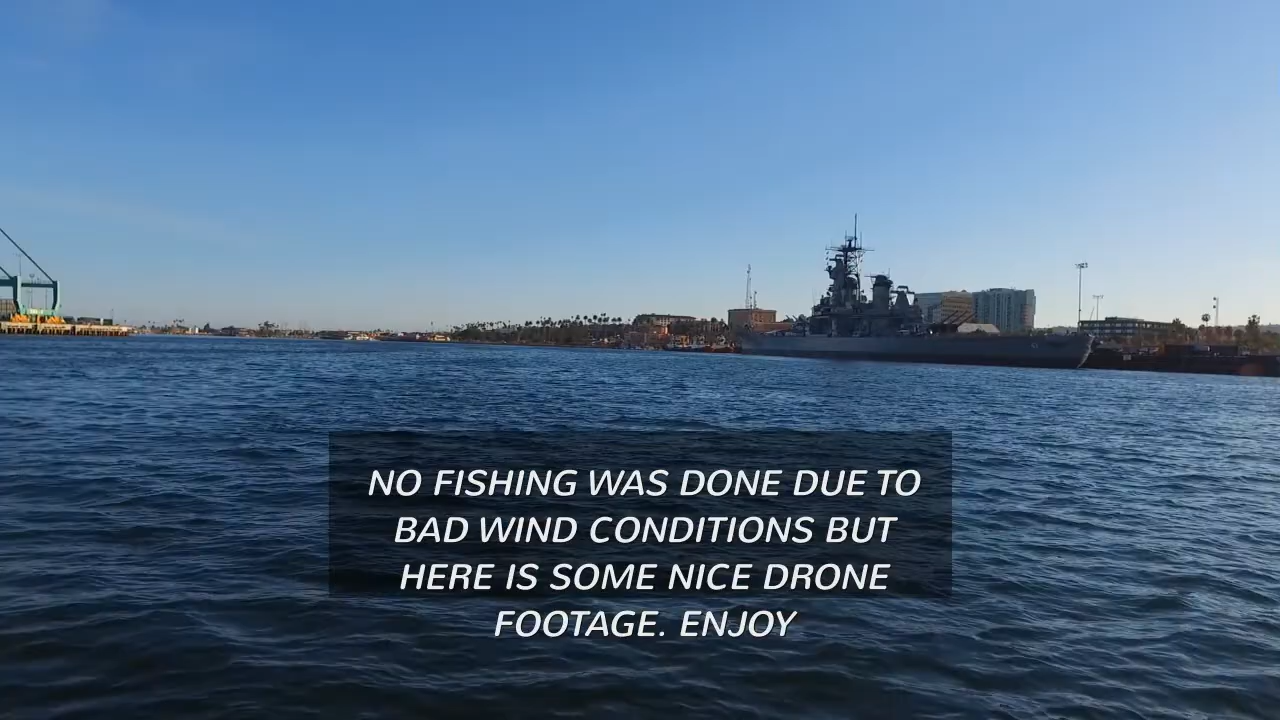 NO FISHING WAS DONE DUE TO
BAD WIND CONDITIONS BUT
HERE IS SOME NICE DRONE
FOOTAGE. ENJOY